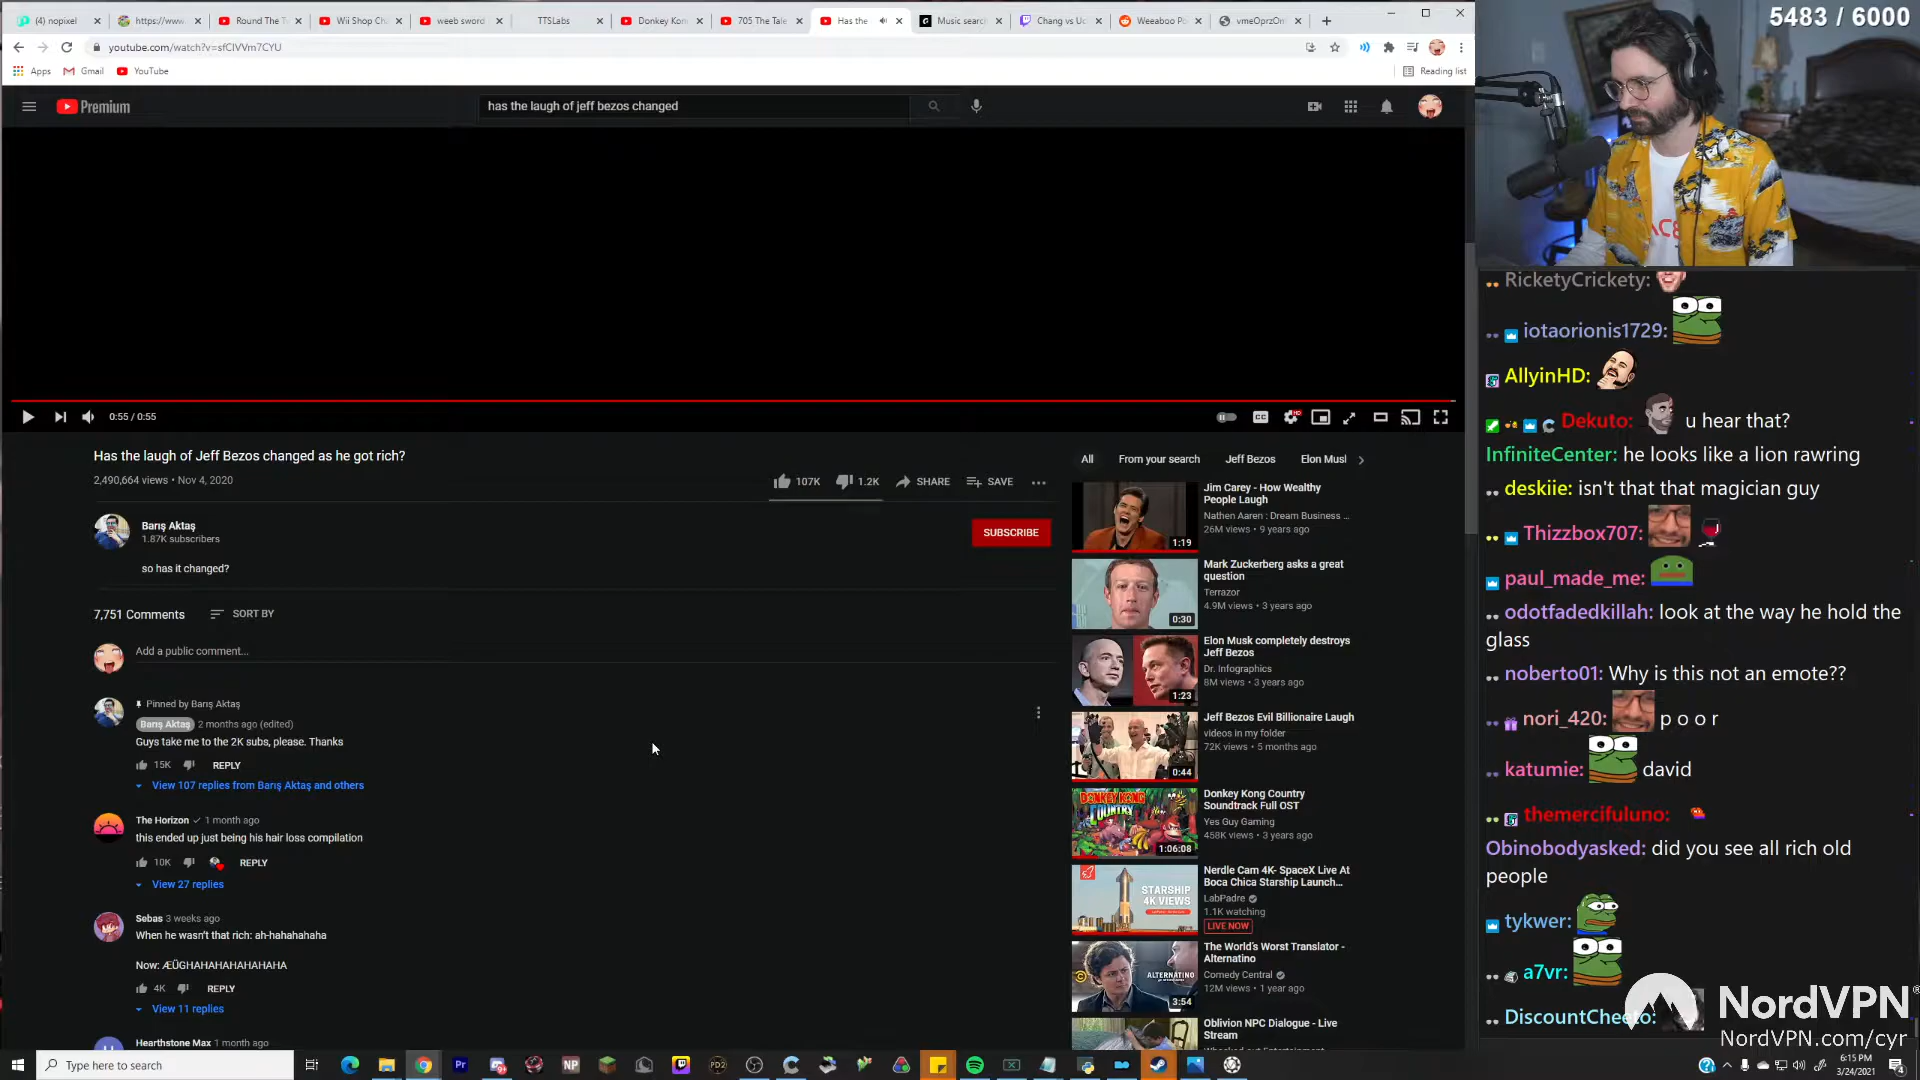 nopixel
https://www
Round The T
Wii Shop Ch
weeb sword
TTSLabs
Donkey Kon
705 The Tale
Has the
Music searc
Chang vs Uc
Weeaboo Po
vmeOprzOm
5483 / 6000
youtube.com/watch?v=sfCIVVm7CYU
Apps
Gmail
YouTube
Reading list
Premium
has the laugh of jeff bezos changed
0:55 / 0:55
Has the laugh of Jeff Bezos changed as he got rich?
2,490,664 views • Nov 4, 2020
107K
1.2K
SHARE
SAVE
Barış Aktaş
1.87K subscribers
SUBSCRIBE
so has it changed?
7,751 Comments
SORT BY
Add a public comment...
Pinned by Barış Aktaş
Barış Aktaş 2 months ago (edited)
Guys take me to the 2K subs, please. Thanks
15K REPLY
View 107 replies from Barış Aktaş and others
The Horizon 1 month ago
this ended up just being his hair loss compilation
10K REPLY
View 27 replies
Sebas 3 weeks ago
When he wasn't that rich: ah-hahahahaha
Now: ÆÜGHAHAHAHAHAHAHA
4K REPLY
View 11 replies
Hearthstone Max 1 month ago
All From your search Jeff Bezos Elon Musl
Jim Carey - How Wealthy
People Laugh
Nathen Aaren : Dream Business ...
26M views • 9 years ago
1:19
Mark Zuckerberg asks a great
question
Terrazor
4.9M views • 3 years ago
0:30
Elon Musk completely destroys
Jeff Bezos
Dr. Infographics
8M views • 3 years ago
1:23
Jeff Bezos Evil Billionaire Laugh
videos in my folder
72K views • 5 months ago
0:44
DONKEY KONG
COUNTRY
Donkey Kong Country
Soundtrack Full OST
Yes Guy Gaming
458K views • 3 years ago
1:06:08
STARSHIP
4K VIEWS
Nerdle Cam 4K- SpaceX Live At
Boca Chica Starship Launch...
LabPadre
1.1K watching
LIVE NOW
ALTERNATINO
The World's Worst Translator -
Alternatino
Comedy Central
12M views • 1 year ago
3:54
Oblivion NPC Dialogue - Live
Stream
RicketyCrickety:
iotaorionis1729:
AllyinHD:
Dekuto: u hear that?
InfiniteCenter: he looks like a lion rawring
deskiie: isn't that that magician guy
Thizzbox707:
paul_made_me:
odotfadedkillah: look at the way he hold the
glass
noberto01: Why is this not an emote??
nori_420: p o o r
katumie: david
themercifuluno:
Obinobodyasked: did you see all rich old
people
tykwer:
a7vr:
DiscountCheeto:
NordVPN®
NordVPN.com/cyr
Type here to search
Pr
NP
PD2
6:15 PM
3/24/2021